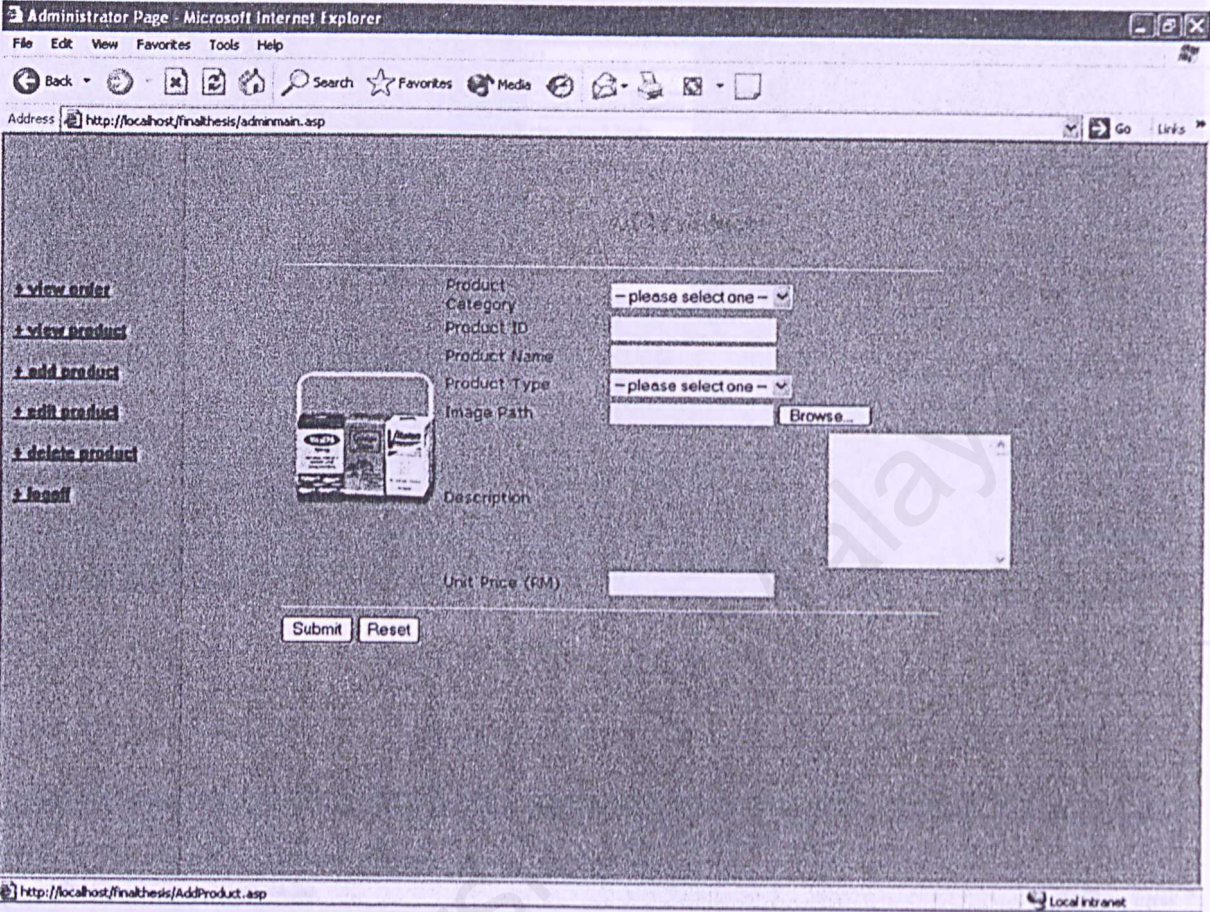 Administrator Page - Microsoft Internet Explorer
File Edit View Favorites Tools Help
Back Search Favorites Media
Address http://localhost/finalthesis/adminmain.asp Go Links »
Add Product
+ view order
+ view product
+ add product
+ edit product
+ delete product
+ logoff
Product Category
-- please select one --
Product ID
Product Name
Product Type
-- please select one --
Image Path
Browse...
Description
Unit Price (RM)
Submit Reset
http://localhost/finalthesis/AddProduct.asp Local intranet